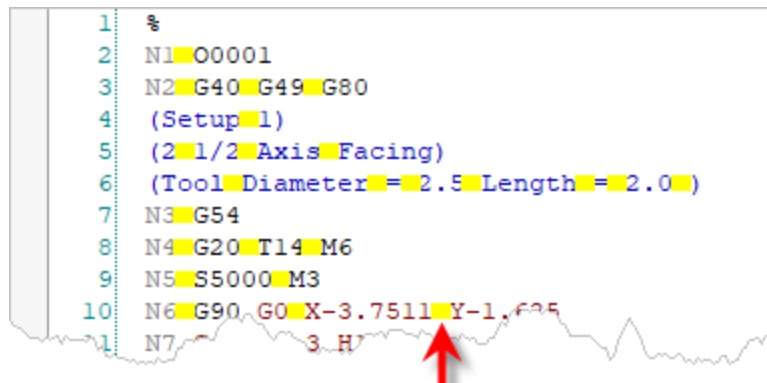 1 %
2 N1 O0001
3 N2 G40 G49 G80
4 (Setup 1)
5 (2 1/2 Axis Facing)
6 (Tool Diameter = 2.5 Length = 2.0 )
7 N3 G54
8 N4 G20 T14 M6
9 N5 S5000 M3
10 N6 G90 G0 X-3.7511 Y-1.625
N7